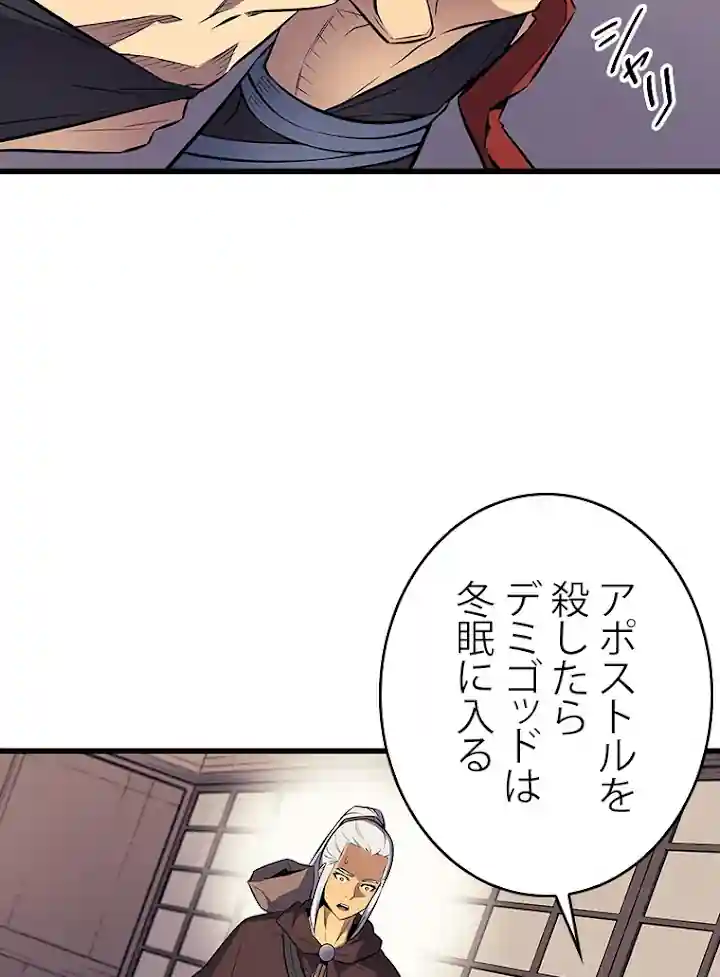 ジャリッ
アポストルを
殺したら
デミゴッドは
冬眠に入る